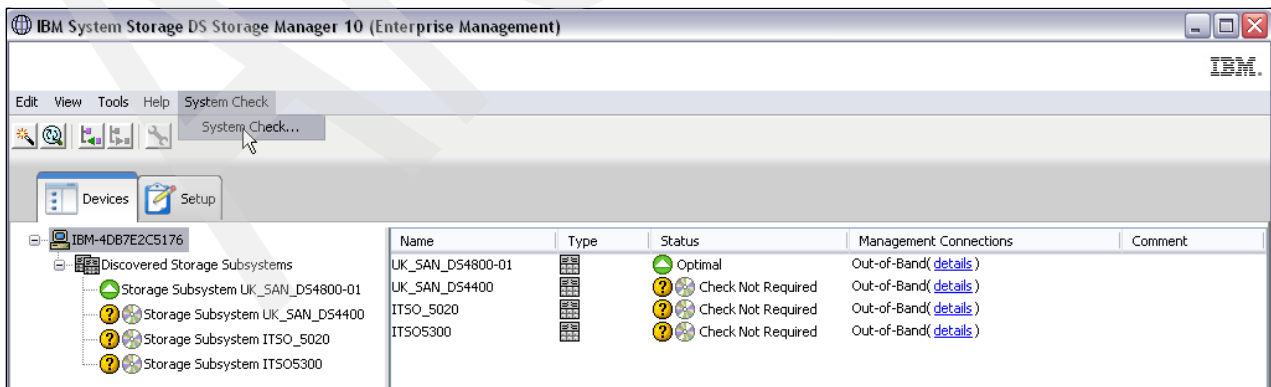 IBM System Storage DS Storage Manager 10 (Enterprise Management)
IBM.
Edit View Tools Help System Check
System Check...
Devices Setup
IBM-4DB7E2C5176
Discovered Storage Subsystems
Storage Subsystem UK_SAN_DS4800-01
Storage Subsystem UK_SAN_DS4400
Storage Subsystem ITSO_5020
Storage Subsystem ITSO5300
Name Type Status Management Connections Comment
UK_SAN_DS4800-01 Optimal Out-of-Band(details)
UK_SAN_DS4400 Check Not Required Out-of-Band(details)
ITSO_5020 Check Not Required Out-of-Band(details)
ITSO5300 Check Not Required Out-of-Band(details)